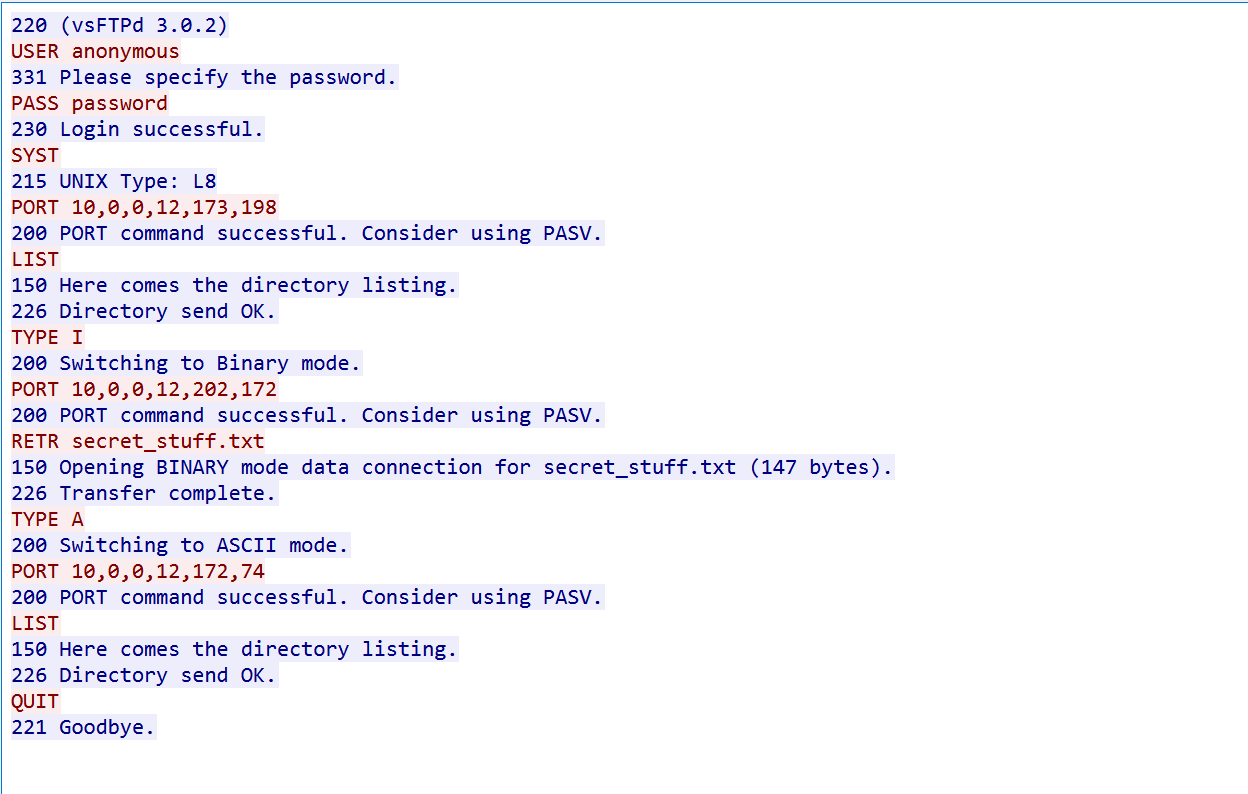 220 (vsFTPd 3.0.2)
USER anonymous
331 Please specify the password.
PASS password
230 Login successful.
SYST
215 UNIX Type: L8
PORT 10,0,0,12,173,198
200 PORT command successful. Consider using PASV.
LIST
150 Here comes the directory listing.
226 Directory send OK.
TYPE I
200 Switching to Binary mode.
PORT 10,0,0,12,202,172
200 PORT command successful. Consider using PASV.
RETR secret_stuff.txt
150 Opening BINARY mode data connection for secret_stuff.txt (147 bytes).
226 Transfer complete.
TYPE A
200 Switching to ASCII mode.
PORT 10,0,0,12,172,74
200 PORT command successful. Consider using PASV.
LIST
150 Here comes the directory listing.
226 Directory send OK.
QUIT
221 Goodbye.